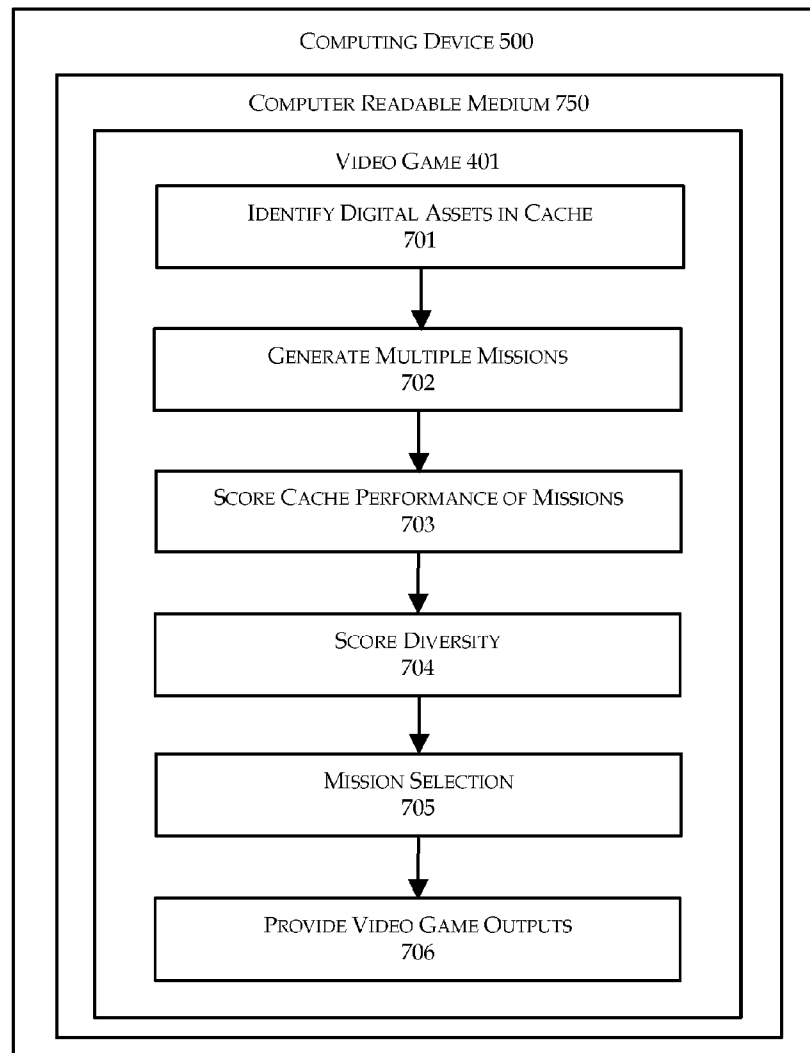 COMPUTING DEVICE 500
COMPUTER READABLE MEDIUM 750
VIDEO GAME 401
IDENTIFY DIGITAL ASSETS IN CACHE
701
GENERATE MULTIPLE MISSIONS
702
SCORE CACHE PERFORMANCE OF MISSIONS
703
SCORE DIVERSITY
704
MISSION SELECTION
705
PROVIDE VIDEO GAME OUTPUTS
706